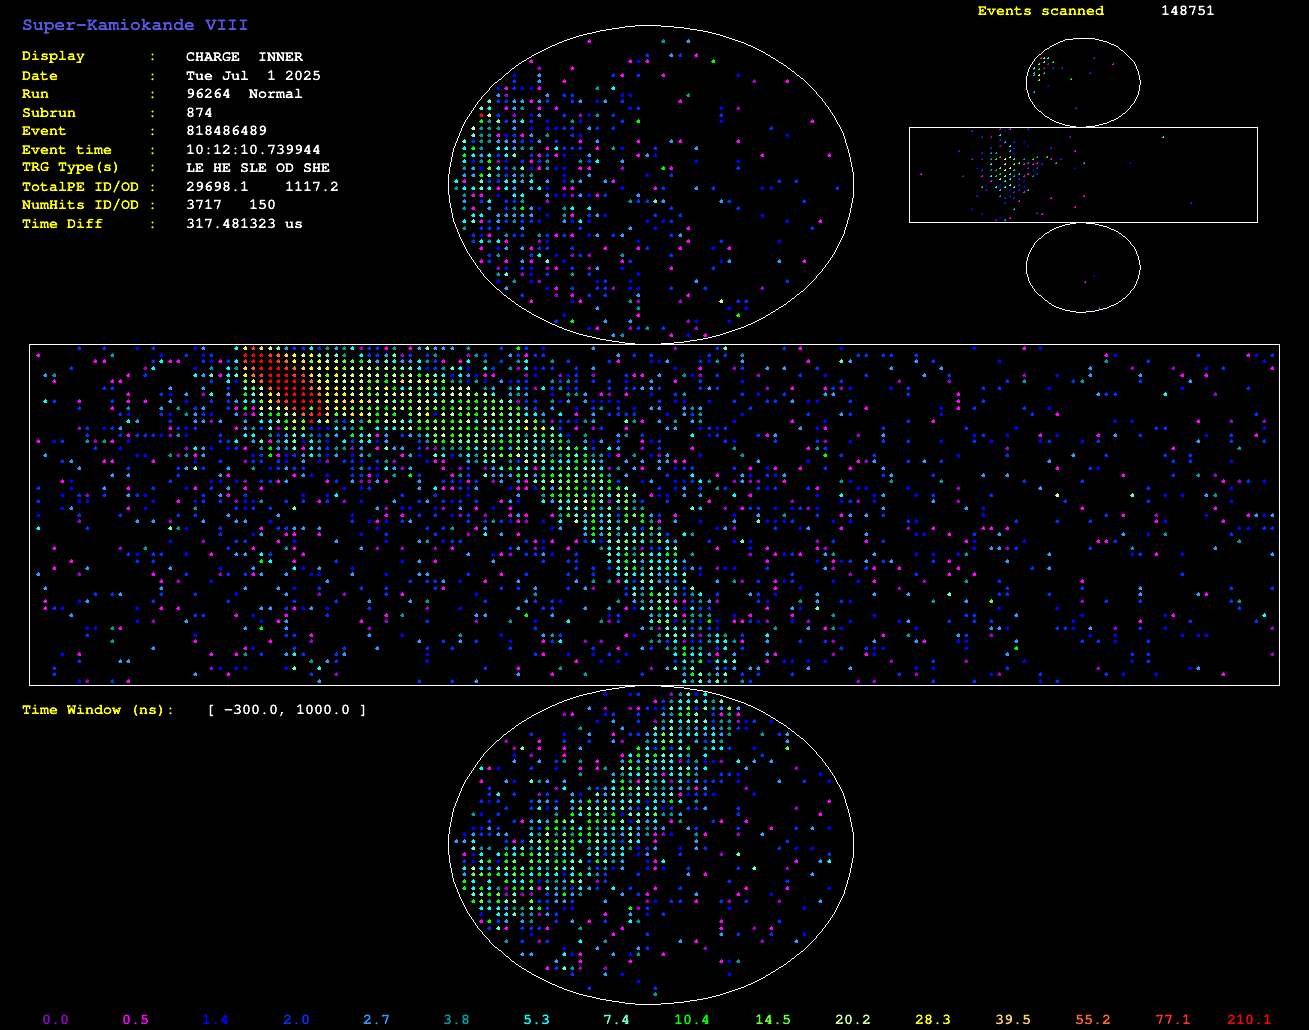 Super-Kamiokande VIII
Events scanned 148751
Display : CHARGE INNER
Date : Tue Jul 1 2025
Run : 96264 Normal
Subrun : 874
Event : 818486489
Event time : 10:12:10.739944
TRG Type(s) : LE HE SLE OD SHE
TotalPE ID/OD : 29698.1 1117.2
NumHits ID/OD : 3717 150
Time Diff : 317.481323 us
Time Window (ns): [ -300.0, 1000.0 ]
0.0 0.5 1.4 2.0 2.7 3.8 5.3 7.4 10.4 14.5 20.2 28.3 39.5 55.2 77.1 210.1